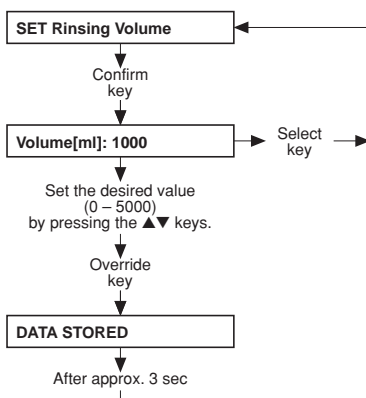 SET Rinsing Volume
Confirm
key
Volume[ml]: 1000
Select
key
Set the desired value
(0 – 5000)
by pressing the ▲▼ keys.
Override
key
DATA STORED
After approx. 3 sec